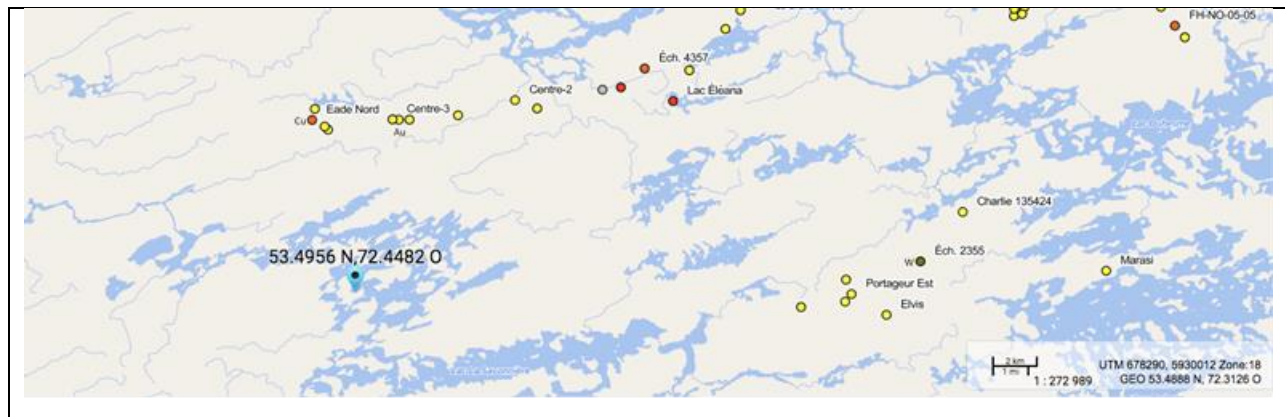 FH-NO-05-05
Éch. 4357
Centre-2
Lac Éléana
Eade Nord
Centre-3
Cu
Au
Charlie 135424
53.4956 N,72.4482 O
Éch. 2355
W
Marasi
Portageur Est
Elvis
2 km
1 mi
1 : 272 989
UTM 678290, 5930012 Zone:18
GEO 53.4888 N, 72.3126 O